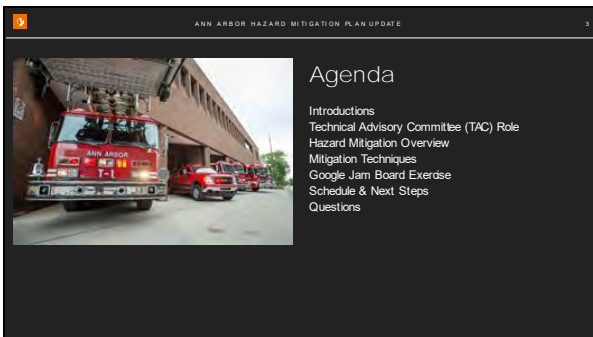 ANN ARBOR HAZARD MITIGATION PLAN UPDATE 3
Agenda
Introductions
Technical Advisory Committee (TAC) Role
Hazard Mitigation Overview
Mitigation Techniques
Google Jam Board Exercise
Schedule & Next Steps
Questions
ANN ARBOR
T-1